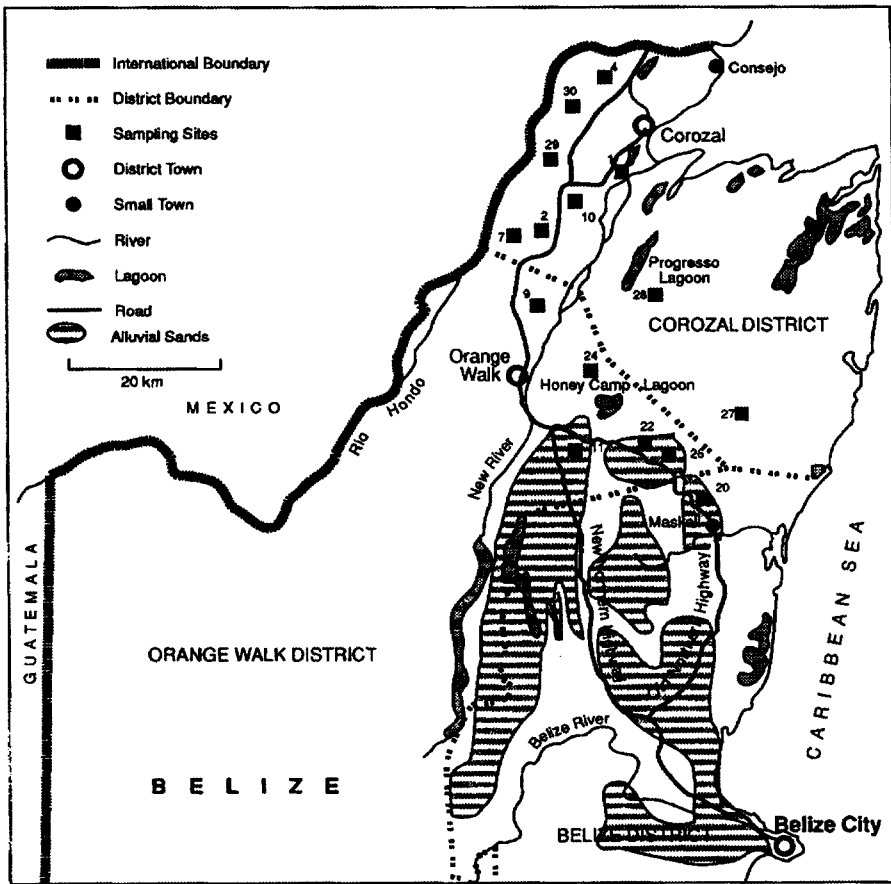 International Boundary
District Boundary
Sampling Sites
District Town
Small Town
River
Lagoon
Road
Alluvial Sands
20 km
4
Consejo
30
Corozal
29
1
10
2
7
Progresso
Lagoon
28
9
COROZAL DISTRICT
Orange
Walk
24
Honey Camp Lagoon
MEXICO
Rio Hondo
27
22
New River
26
20
Maskall
GUATEMALA
New Northern Highway
Highway
CARIBBEAN SEA
ORANGE WALK DISTRICT
Belize River
BELIZE
BELIZE DISTRICT
Belize City